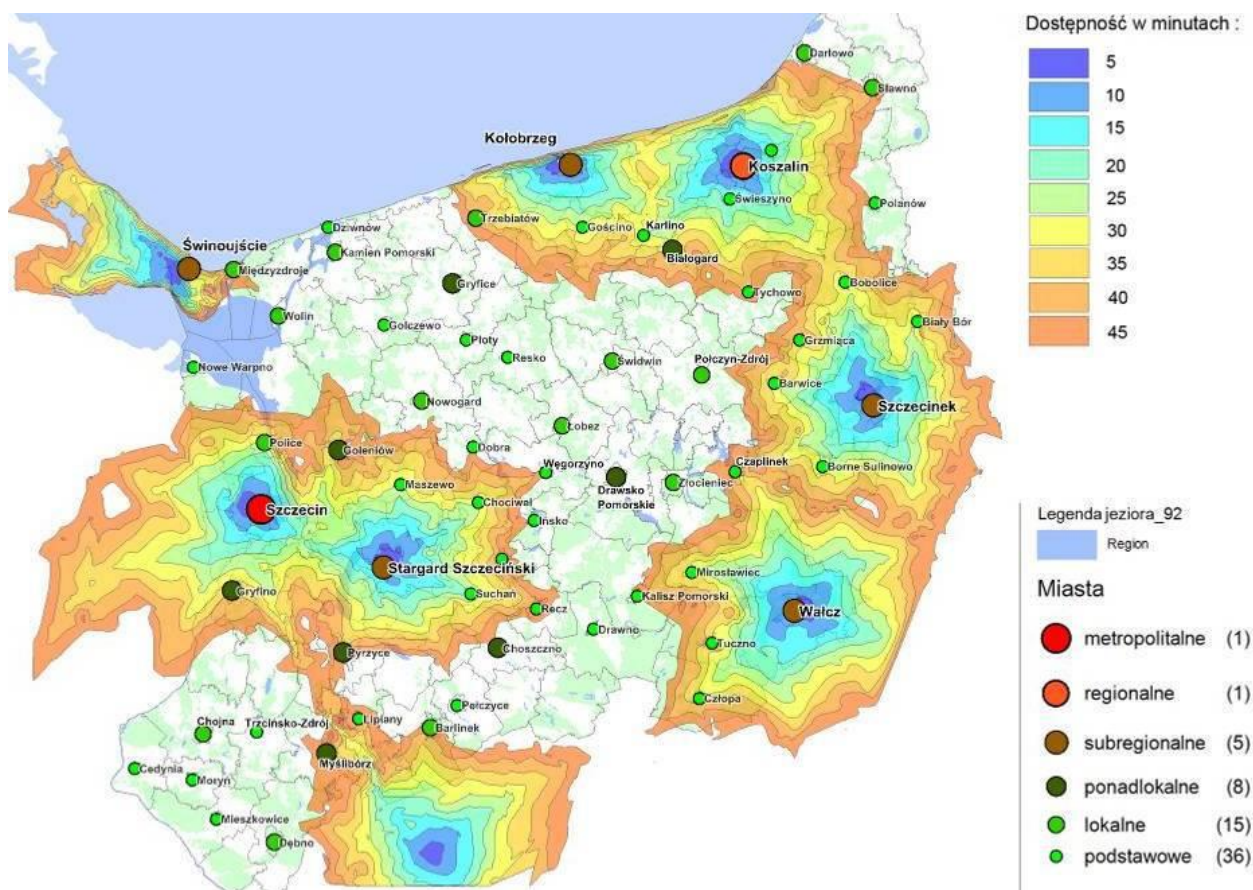 Dostępność w minutach :
5
10
15
20
25
30
35
40
45
Darłowo
Sławno
Kołobrzeg
Koszalin
Świeszyno
Polanów
Trzebiatów
Gościno
Karlino
Białogard
Dziwnów
Świnoujście
Kamien Pomorski
Międzyzdroje
Gryfice
Tychowo
Bobolice
Biały Bór
Wolin
Golczewo
Płoty
Resko
Świdwin
Połczyn-Zdrój
Grzmiąca
Barwice
Nowe Warpno
Nowogard
Szczecinek
Łobez
Police
Goleniów
Dobra
Węgorzyno
Drawsko
Pomorskie
Złocieniec
Czaplinek
Borne Sulinowo
Maszewo
Chociwel
Szczecin
Insko
Stargard Szczeciński
Mirosławiec
Gryfino
Suchań
Recz
Kalisz Pomorski
Wałcz
Drawno
Tuczno
Pyrzyce
Choszczno
Człopa
Chojna
Trzcińsko-Zdrój
Lipiany
Pełczyce
Barlinek
Myślibórz
Cedynia
Moryń
Mieszkowice
Dębno
Legenda jeziora_92
Region
Miasta
metropolitalne (1)
regionalne (1)
subregionalne (5)
ponadlokalne (8)
lokalne (15)
podstawowe (36)